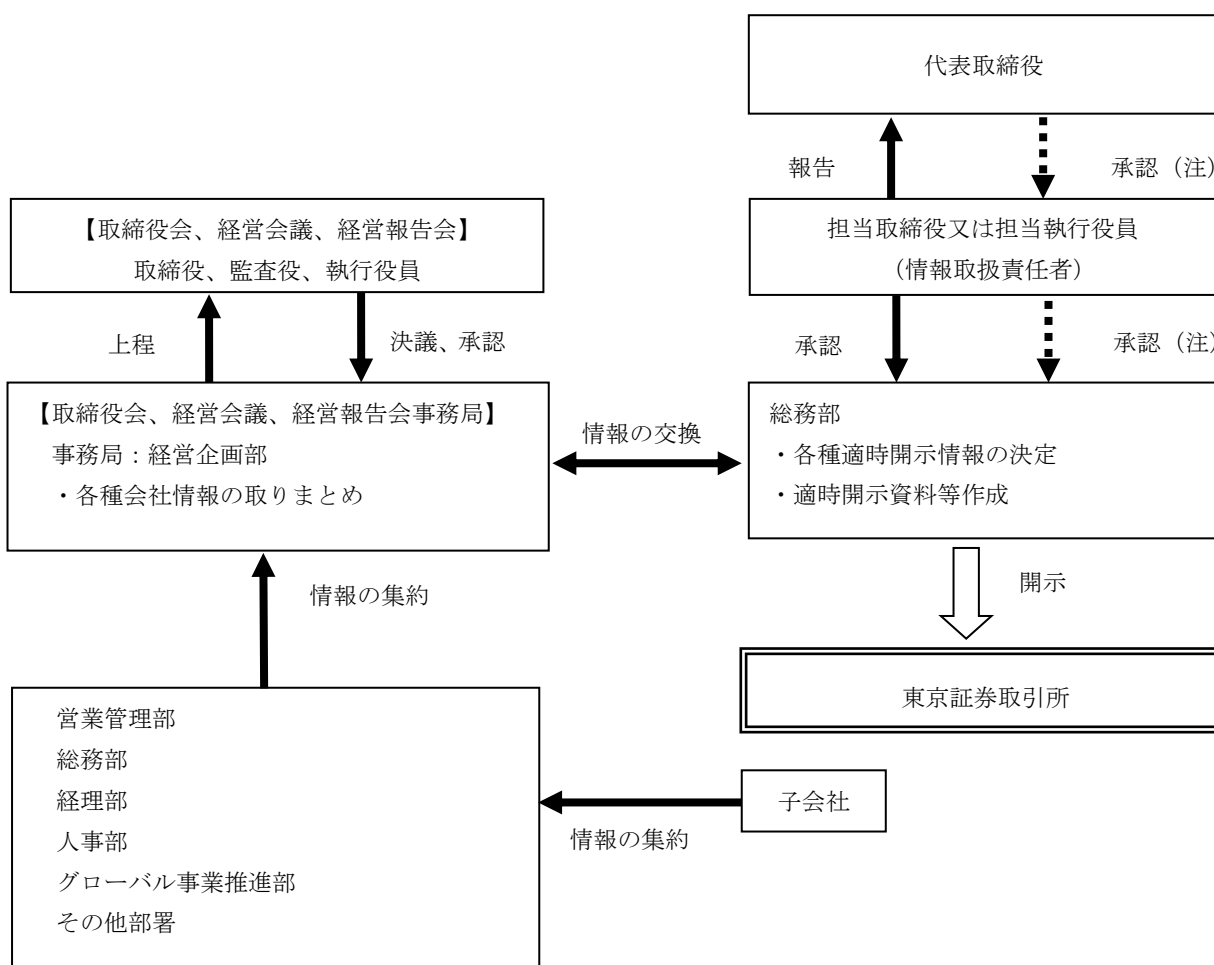 代表取締役
報告
承認（注）
【取締役会、経営会議、経営報告会】
取締役、監査役、執行役員
担当取締役又は担当執行役員
（情報取扱責任者）
上程
決議、承認
承認
承認（注）
【取締役会、経営会議、経営報告会事務局】
事務局：経営企画部
・各種会社情報の取りまとめ
情報の交換
総務部
・各種適時開示情報の決定
・適時開示資料等作成
情報の集約
開示
東京証券取引所
営業管理部
総務部
経理部
人事部
グローバル事業推進部
その他部署
子会社
情報の集約